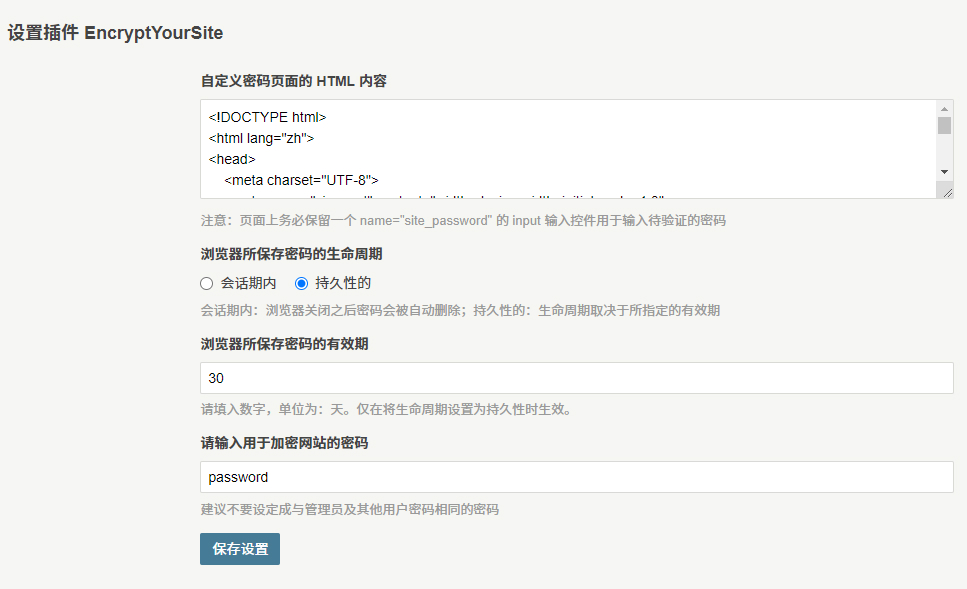 设置插件 EncryptYourSite
自定义密码页面的 HTML 内容
<!DOCTYPE html>
<html lang="zh">
<head>
<meta charset="UTF-8">
注意：页面上务必保留一个 name="site_password" 的 input 输入控件用于输入待验证的密码
浏览器所保存密码的生命周期
会话期内 持久性的
会话期内：浏览器关闭之后密码会被自动删除；持久性的：生命周期取决于所指定的有效期
浏览器所保存密码的有效期
30
请填入数字，单位为：天。仅在将生命周期设置为持久性时生效。
请输入用于加密网站的密码
password
建议不要设定成与管理员及其他用户密码相同的密码
保存设置